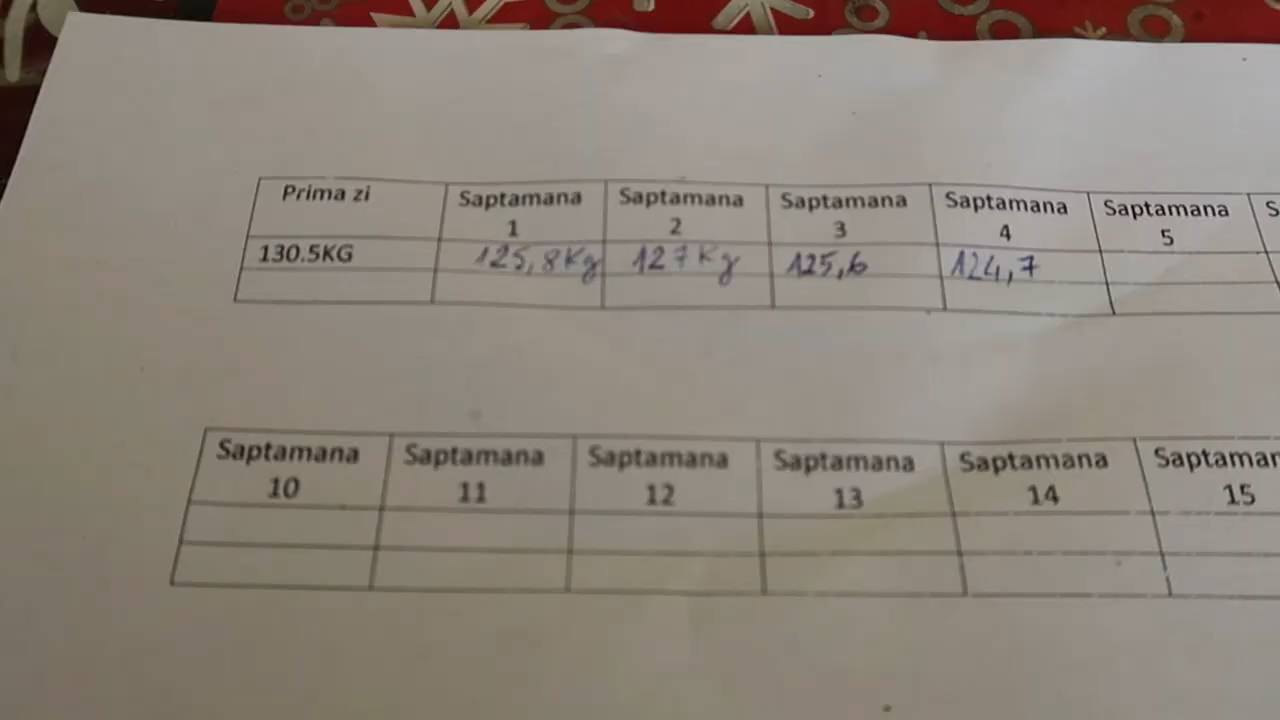 Prima zi Saptamana Saptamana Saptamana Saptamana Saptamana S
1 2 3 4 5
130.5KG 125,8Kg 127Kg 125,6 124,7
Saptamana Saptamana Saptamana Saptamana Saptamana Saptamar
10 11 12 13 14 15